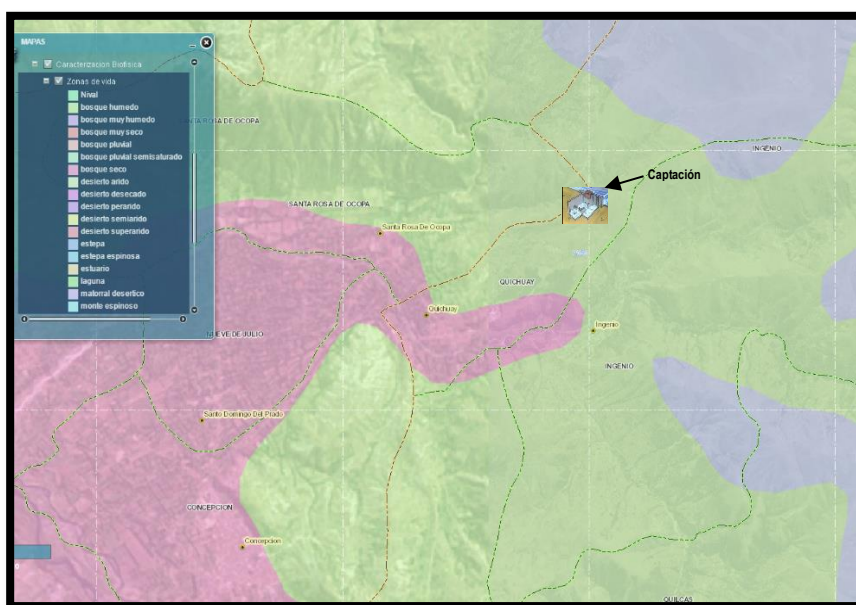 MAPAS
Caracterizacion Biofisica
Zonas de vida
Nival
bosque humedo
bosque muy humedo
bosque muy seco
bosque pluvial
bosque pluvial semisaturado
bosque seco
desierto arido
desierto desecado
desierto perarido
desierto semiarido
desierto superarido
estepa
estepa espinosa
estuario
laguna
matorral desertico
monte espinoso
SANTA ROSA DE OCOPA
INGENIO
Captación
SANTA ROSA DE OCOPA
Santa Rosa De Ocopa
QUICHUAY
Quichuay
Ingenio
NUEVE DE JULIO
INGENIO
Santo Domingo Del Prado
CONCEPCION
Concepcion
QUILCAS